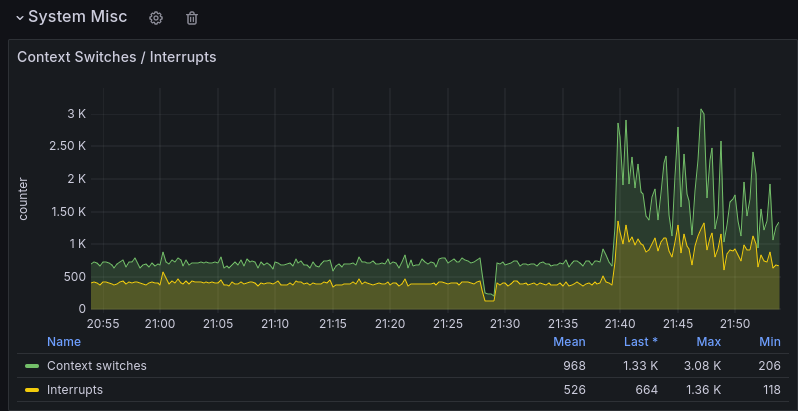 System Misc
Context Switches / Interrupts
counter
3 K
2.50 K
2 K
1.50 K
1 K
500
0
20:55 21:00 21:05 21:10 21:15 21:20 21:25 21:30 21:35 21:40 21:45 21:50
Name Mean Last * Max Min
Context switches 968 1.33 K 3.08 K 206
Interrupts 526 664 1.36 K 118